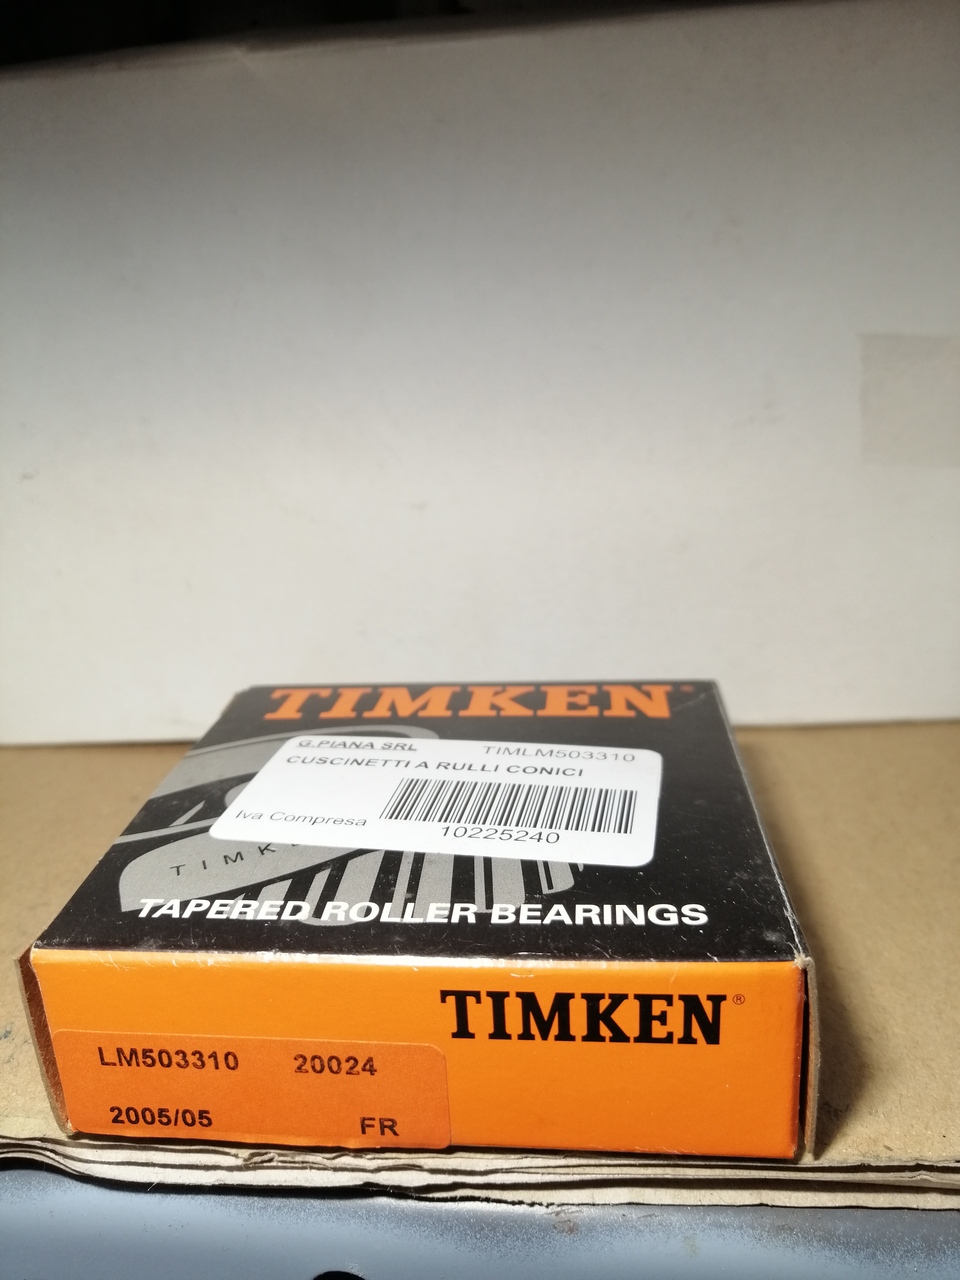 TIMKEN®
G.PIANA SRL TIMLM503310
CUSCINETTI A RULLI CONICI
Iva Compresa
10225240
TIMK
TAPERED ROLLER BEARINGS
TIMKEN®
LM503310 20024
2005/05 FR